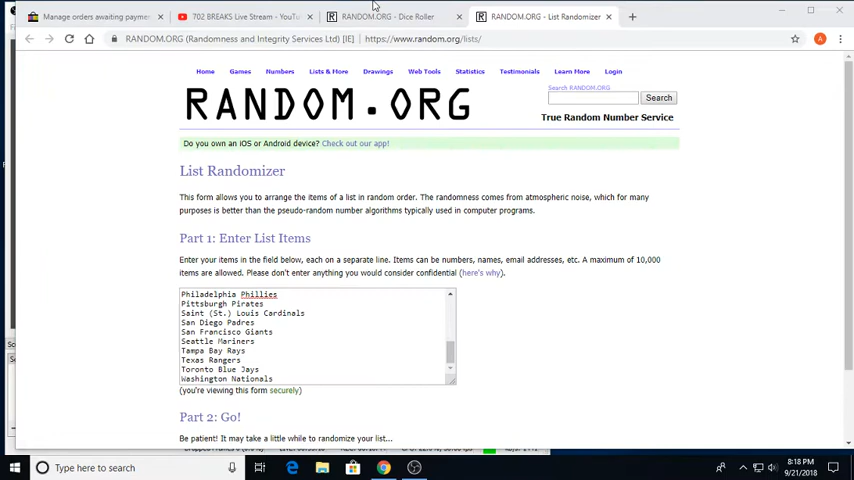 Manage orders awaiting payme
702 BREAKS Live Stream - YouTu
RANDOM.ORG - Dice Roller
RANDOM.ORG - List Randomizer
RANDOM.ORG (Randomness and Integrity Services Ltd) [IE]
https://www.random.org/lists/
A
Home Games Numbers Lists & More Drawings Web Tools Statistics Testimonials Learn More Login
RANDOM.ORG
Search RANDOM.ORG
Search
True Random Number Service
Do you own an iOS or Android device? Check out our app!
List Randomizer
This form allows you to arrange the items of a list in random order. The randomness comes from atmospheric noise, which for many
purposes is better than the pseudo-random number algorithms typically used in computer programs.
Part 1: Enter List Items
Enter your items in the field below, each on a separate line. Items can be numbers, names, email addresses, etc. A maximum of 10,000
items are allowed. Please don't enter anything you would consider confidential (here's why).
Philadelphia Phillies
Pittsburgh Pirates
Saint (St.) Louis Cardinals
San Diego Padres
San Francisco Giants
Seattle Mariners
Tampa Bay Rays
Texas Rangers
Toronto Blue Jays
Washington Nationals
(you're viewing this form securely)
Part 2: Go!
Be patient! It may take a little while to randomize your list...
Type here to search
8:18 PM
9/21/2018